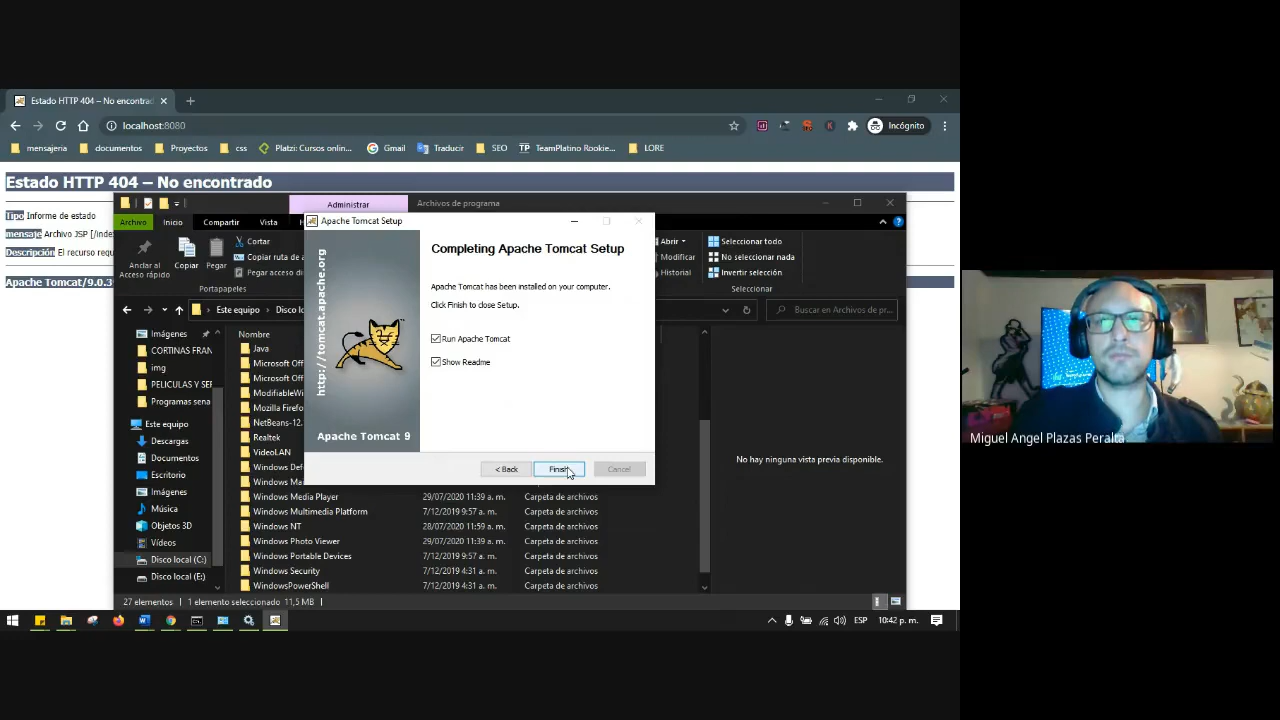 Estado HTTP 404 – No encontrad
localhost:8080
Incógnito
mensajeria
documentos
Proyectos
css
Platzi: Cursos onlin...
Gmail
Traducir
SEO
TeamPlatino Rookie...
LORE
Estado HTTP 404 – No encontrado
Tipo Informe de estado
mensaje Archivo JSP [/index
Descripción El recurso requ
Apache Tomcat/9.0.3
Administrar
Archivos de programa
Archivo
Inicio
Compartir
Vista
Anclar al
Acceso rápido
Copiar
Pegar
Cortar
Copiar ruta de a
Pegar acceso di
Portapapeles
Abrir
Modificar
Historial
Seleccionar todo
No seleccionar nada
Invertir selección
Seleccionar
Este equipo
Disco lo
Buscar en Archivos de pr...
Imágenes
CORTINAS FRAN
img
PELICULAS Y SER
Programas sena
Este equipo
Descargas
Documentos
Escritorio
Imágenes
Música
Objetos 3D
Vídeos
Disco local (C:)
Disco local (E:)
Nombre
Java
Microsoft Off
Microsoft Offi
ModifiableWi
Mozilla Firefo
NetBeans-12.
Realtek
VideoLAN
Windows Def
Windows Ma
Windows Media Player 29/07/2020 11:39 a. m. Carpeta de archivos
Windows Multimedia Platform 7/12/2019 9:57 a. m. Carpeta de archivos
Windows NT 28/07/2020 11:59 a. m. Carpeta de archivos
Windows Photo Viewer 29/07/2020 11:39 a. m. Carpeta de archivos
Windows Portable Devices 7/12/2019 9:57 a. m. Carpeta de archivos
Windows Security 7/12/2019 4:31 a. m. Carpeta de archivos
WindowsPowerShell 7/12/2019 4:31 a. m. Carpeta de archivos
No hay ninguna vista previa disponible.
27 elementos
1 elemento seleccionado 11,5 MB
Apache Tomcat Setup
http://tomcat.apache.org
Apache Tomcat 9
Completing Apache Tomcat Setup
Apache Tomcat has been installed on your computer.
Click Finish to close Setup.
Run Apache Tomcat
Show Readme
< Back
Finish
Cancel
ESP
10:42 p. m.
Miguel Angel Plazas Peralta